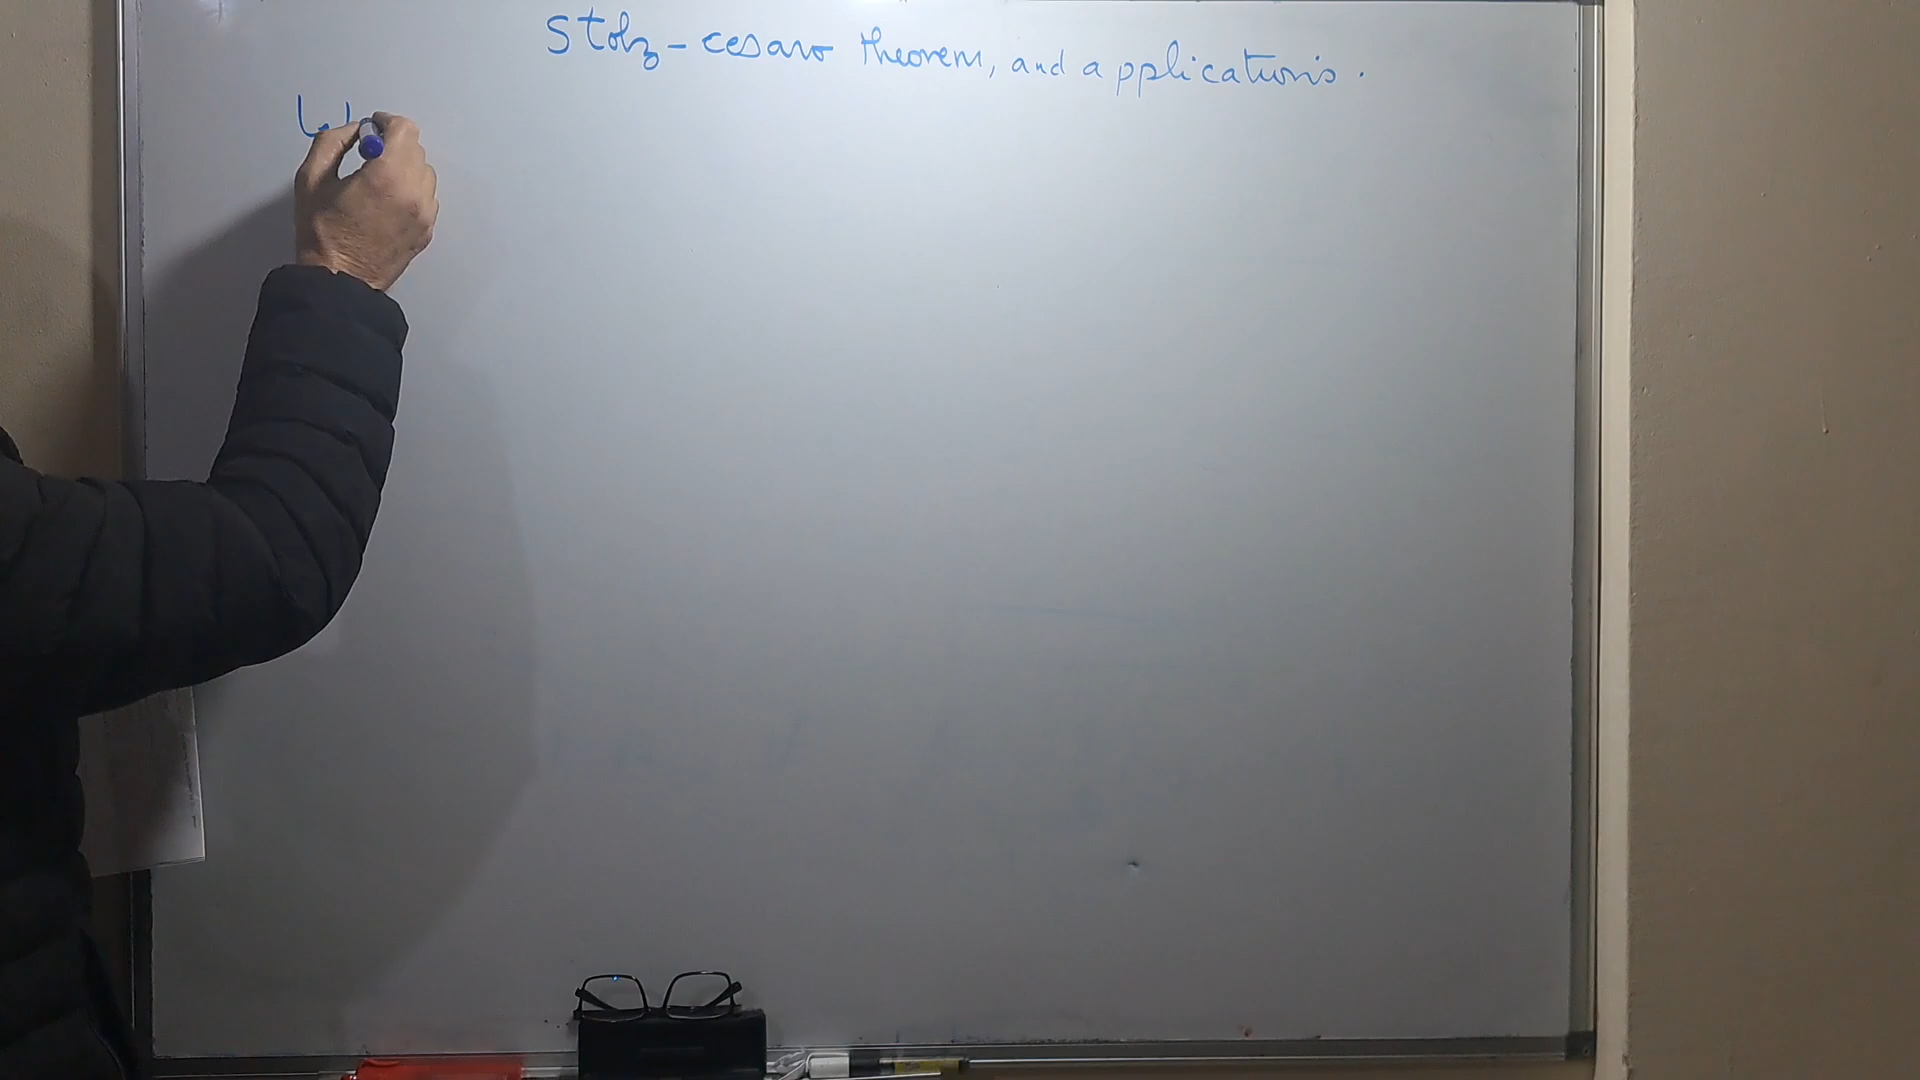 Stolz - cesaro theorem, and applications.